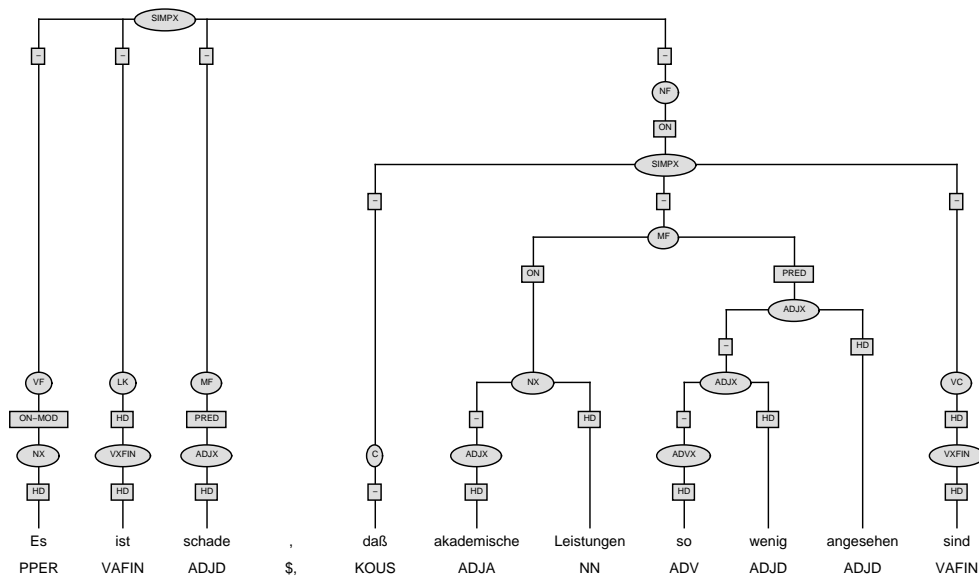 SIMPX
– – – –
NF
ON
SIMPX
– – –
MF
ON PRED
ADJX
– HD
VF LK MF NX ADJX VC
ON–MOD HD PRED – HD – HD HD
NX VXFIN ADJX C ADJX ADVX VXFIN
HD HD HD – HD HD HD
Es ist schade , daß akademische Leistungen so wenig angesehen sind
PPER VAFIN ADJD $, KOUS ADJA NN ADV ADJD ADJD VAFIN